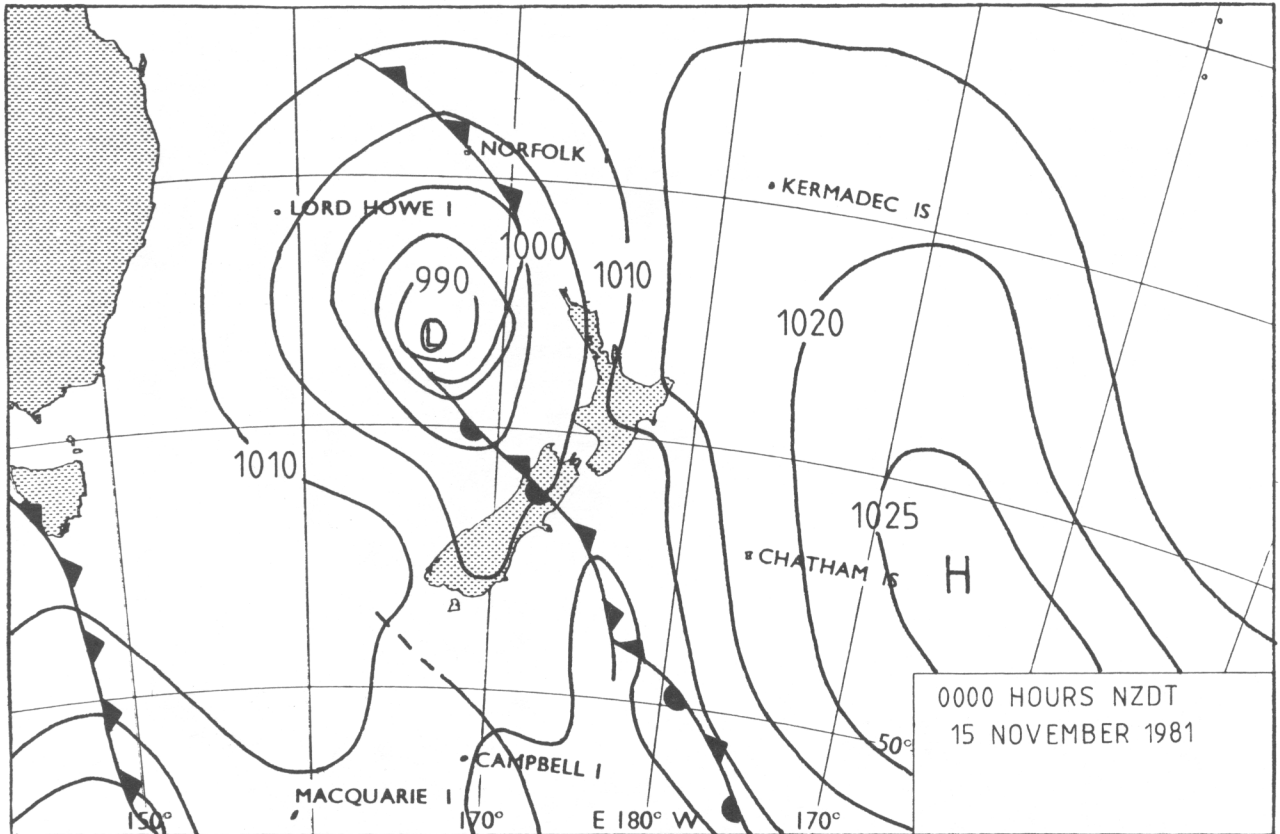 NORFOLK I
KERMADEC IS
LORD HOWE I
1000
990
1010
1020
L
1010
1025
CHATHAM IS
H
0000 HOURS NZDT
15 NOVEMBER 1981
50°
CAMPBELL I
MACQUARIE I
150°
170°
E 180° W
170°